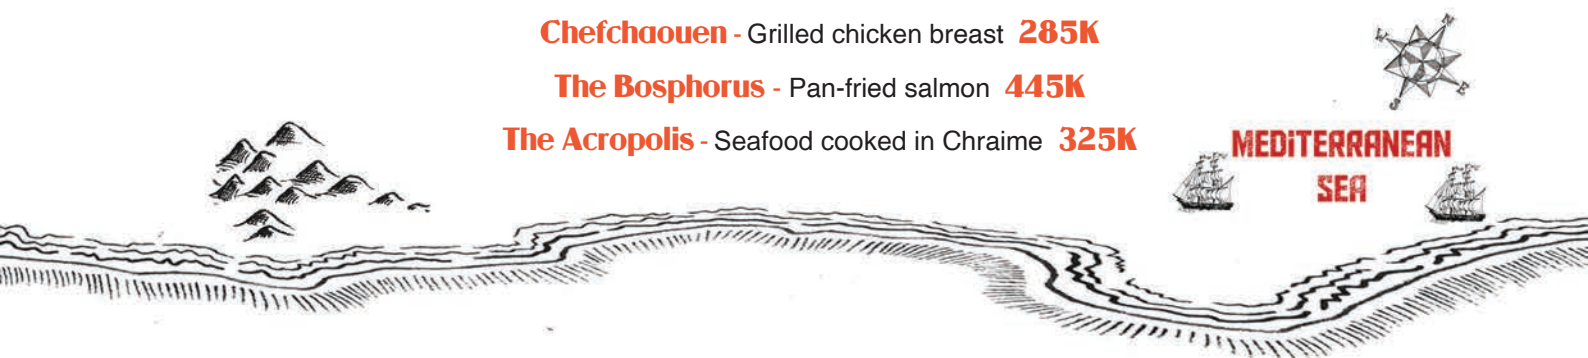 Chefchaouen - Grilled chicken breast 285K
The Bosphorus - Pan-fried salmon 445K
The Acropolis - Seafood cooked in Chraime 325K
N
W
E
S
MEDiTERRANEAN
SEA